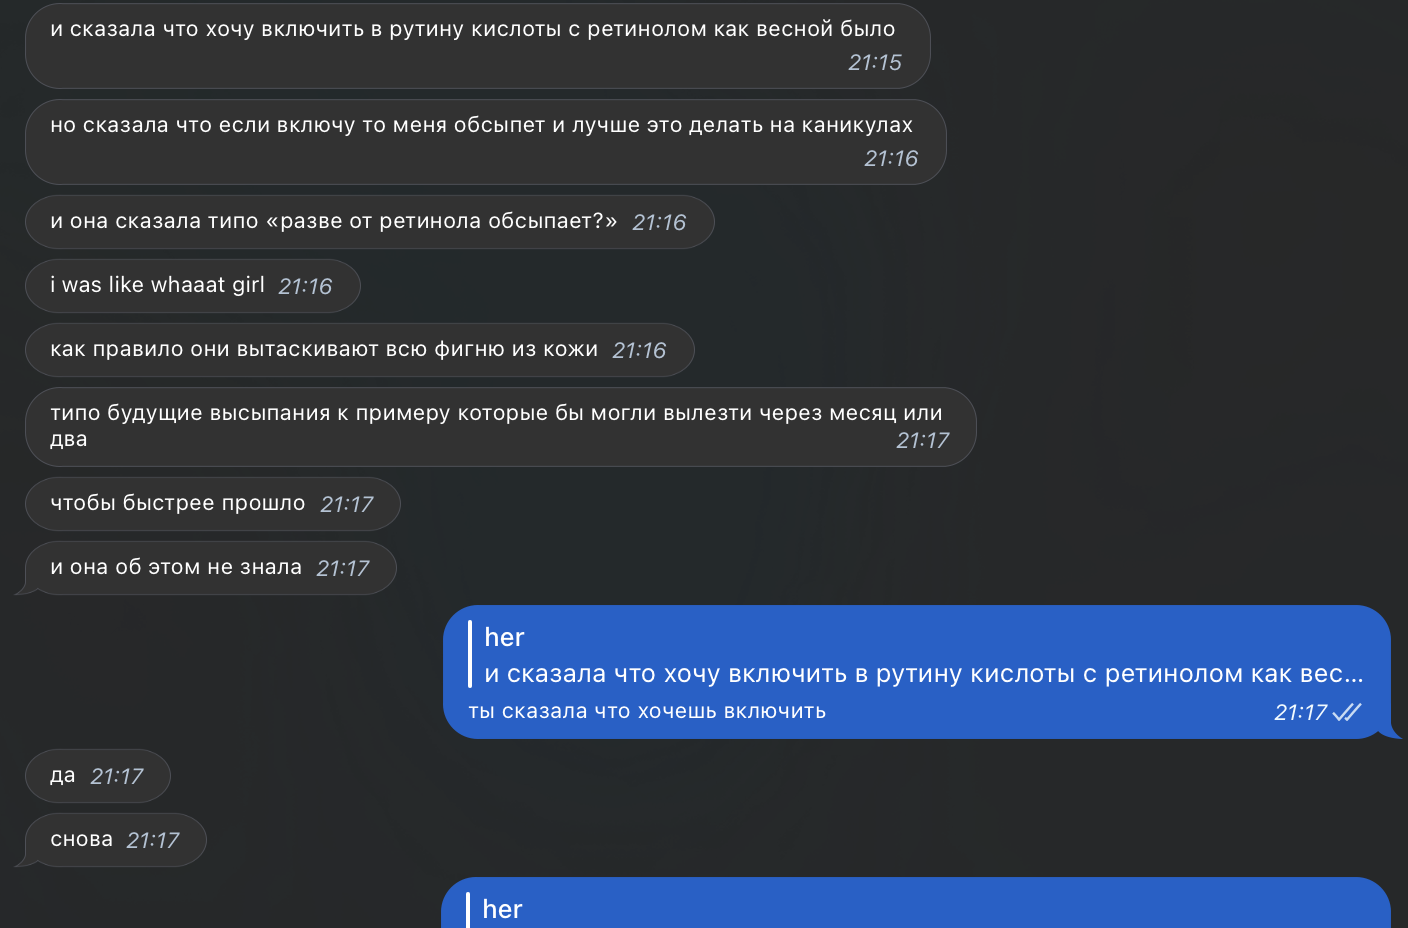 и сказала что хочу включить в рутину кислоты с ретинолом как весной было
21:15
но сказала что если включу то меня обсыпет и лучше это делать на каникулах
21:16
и она сказала типо «разве от ретинола обсыпает?» 21:16
i was like whaaat girl 21:16
как правило они вытаскивают всю фигню из кожи 21:16
типо будущие высыпания к примеру которые бы могли вылезти через месяц или
два 21:17
чтобы быстрее прошло 21:17
и она об этом не знала 21:17
her
и сказала что хочу включить в рутину кислоты с ретинолом как вес...
ты сказала что хочешь включить 21:17
да 21:17
снова 21:17
her